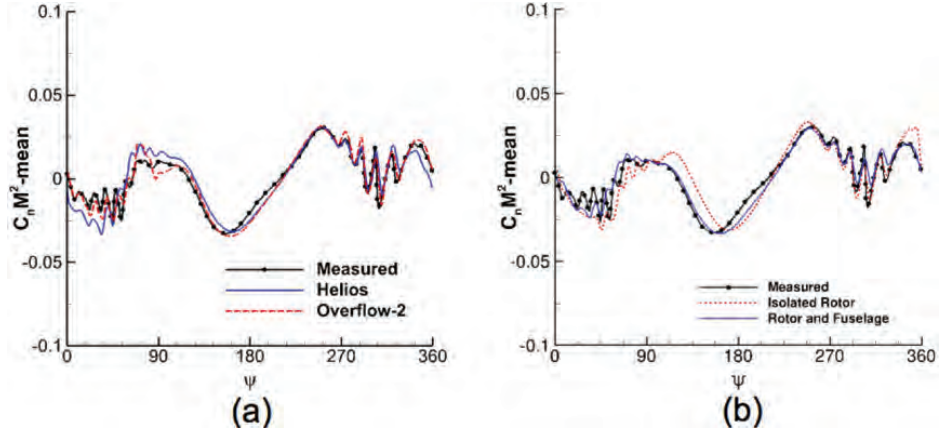 0.1
0.05
0
-0.05
-0.1
CnM²-mean
0 90 180 270 360
ψ
Measured
Helios
Overflow-2
(a)
0.1
0.05
0
-0.05
-0.1
CnM²-mean
0 90 180 270 360
ψ
Measured
Isolated Rotor
Rotor and Fuselage
(b)